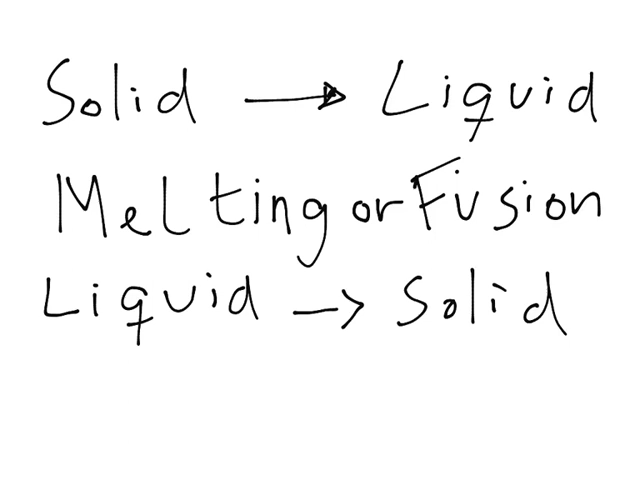 Solid → Liquid
Melting or Fusion
Liquid → Solid